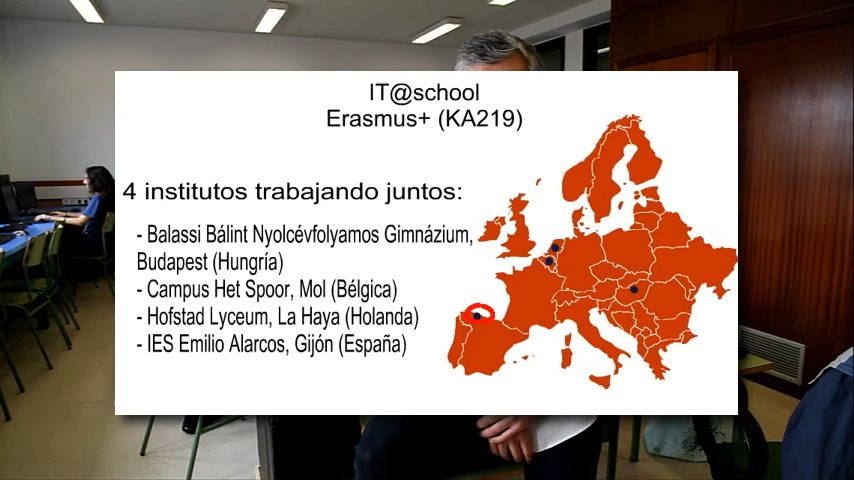 IT@school
Erasmus+ (KA219)
4 institutos trabajando juntos:
- Balassi Bálint Nyolcévfolyamos Gimnázium,
Budapest (Hungría)
- Campus Het Spoor, Mol (Bélgica)
- Hofstad Lyceum, La Haya (Holanda)
- IES Emilio Alarcos, Gijón (España)